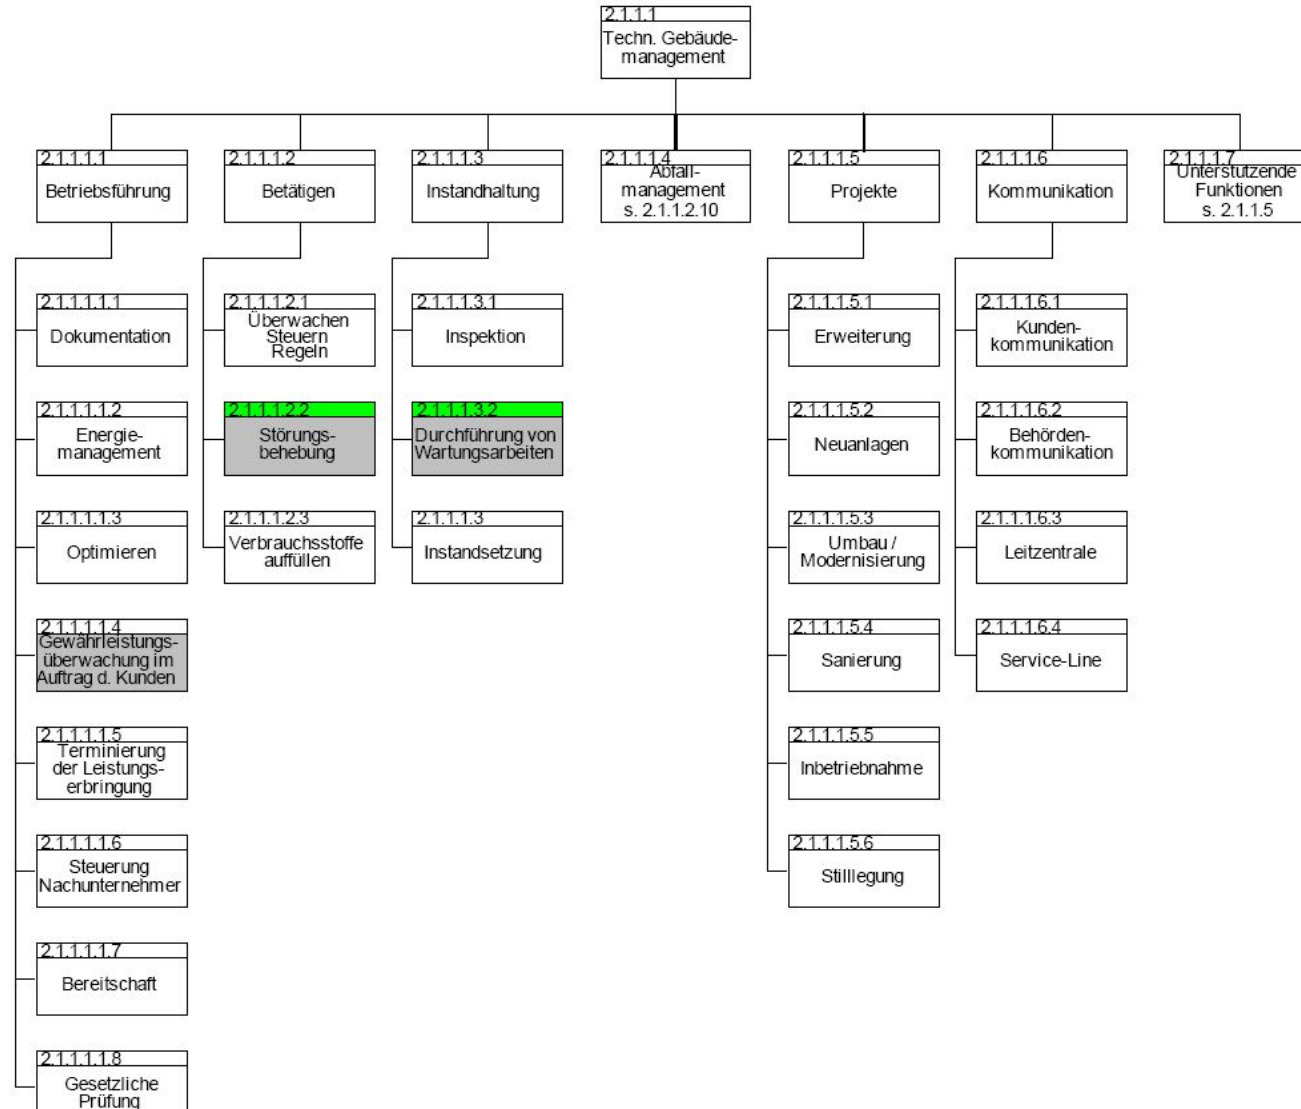 2.1.1.1
Techn. Gebäude-
management
2.1.1.1.1
Betriebsführung
2.1.1.1.2
Betätigen
2.1.1.1.3
Instandhaltung
2.1.1.1.4
Abfall-
management
s. 2.1.1.2.10
2.1.1.1.5
Projekte
2.1.1.1.6
Kommunikation
2.1.1.1.7
Unterstützende
Funktionen
s. 2.1.1.5
2.1.1.1.1.1
Dokumentation
2.1.1.1.1.2
Energie-
management
2.1.1.1.1.3
Optimieren
2.1.1.1.1.4
Gewährleistungs-
überwachung im
Auftrag d. Kunden
2.1.1.1.1.5
Terminierung
der Leistungs-
erbringung
2.1.1.1.1.6
Steuerung
Nachunternehmer
2.1.1.1.1.7
Bereitschaft
2.1.1.1.1.8
Gesetzliche
Prüfung
2.1.1.1.2.1
Überwachen
Steuern
Regeln
2.1.1.1.2.2
Störungs-
behebung
2.1.1.1.2.3
Verbrauchsstoffe
auffüllen
2.1.1.1.3.1
Inspektion
2.1.1.1.3.2
Durchführung von
Wartungsarbeiten
2.1.1.1.3
Instandsetzung
2.1.1.1.5.1
Erweiterung
2.1.1.1.5.2
Neuanlagen
2.1.1.1.5.3
Umbau /
Modernisierung
2.1.1.1.5.4
Sanierung
2.1.1.1.5.5
Inbetriebnahme
2.1.1.1.5.6
Stilllegung
2.1.1.1.6.1
Kunden-
kommunikation
2.1.1.1.6.2
Behörden-
kommunikation
2.1.1.1.6.3
Leitzentrale
2.1.1.1.6.4
Service-Line